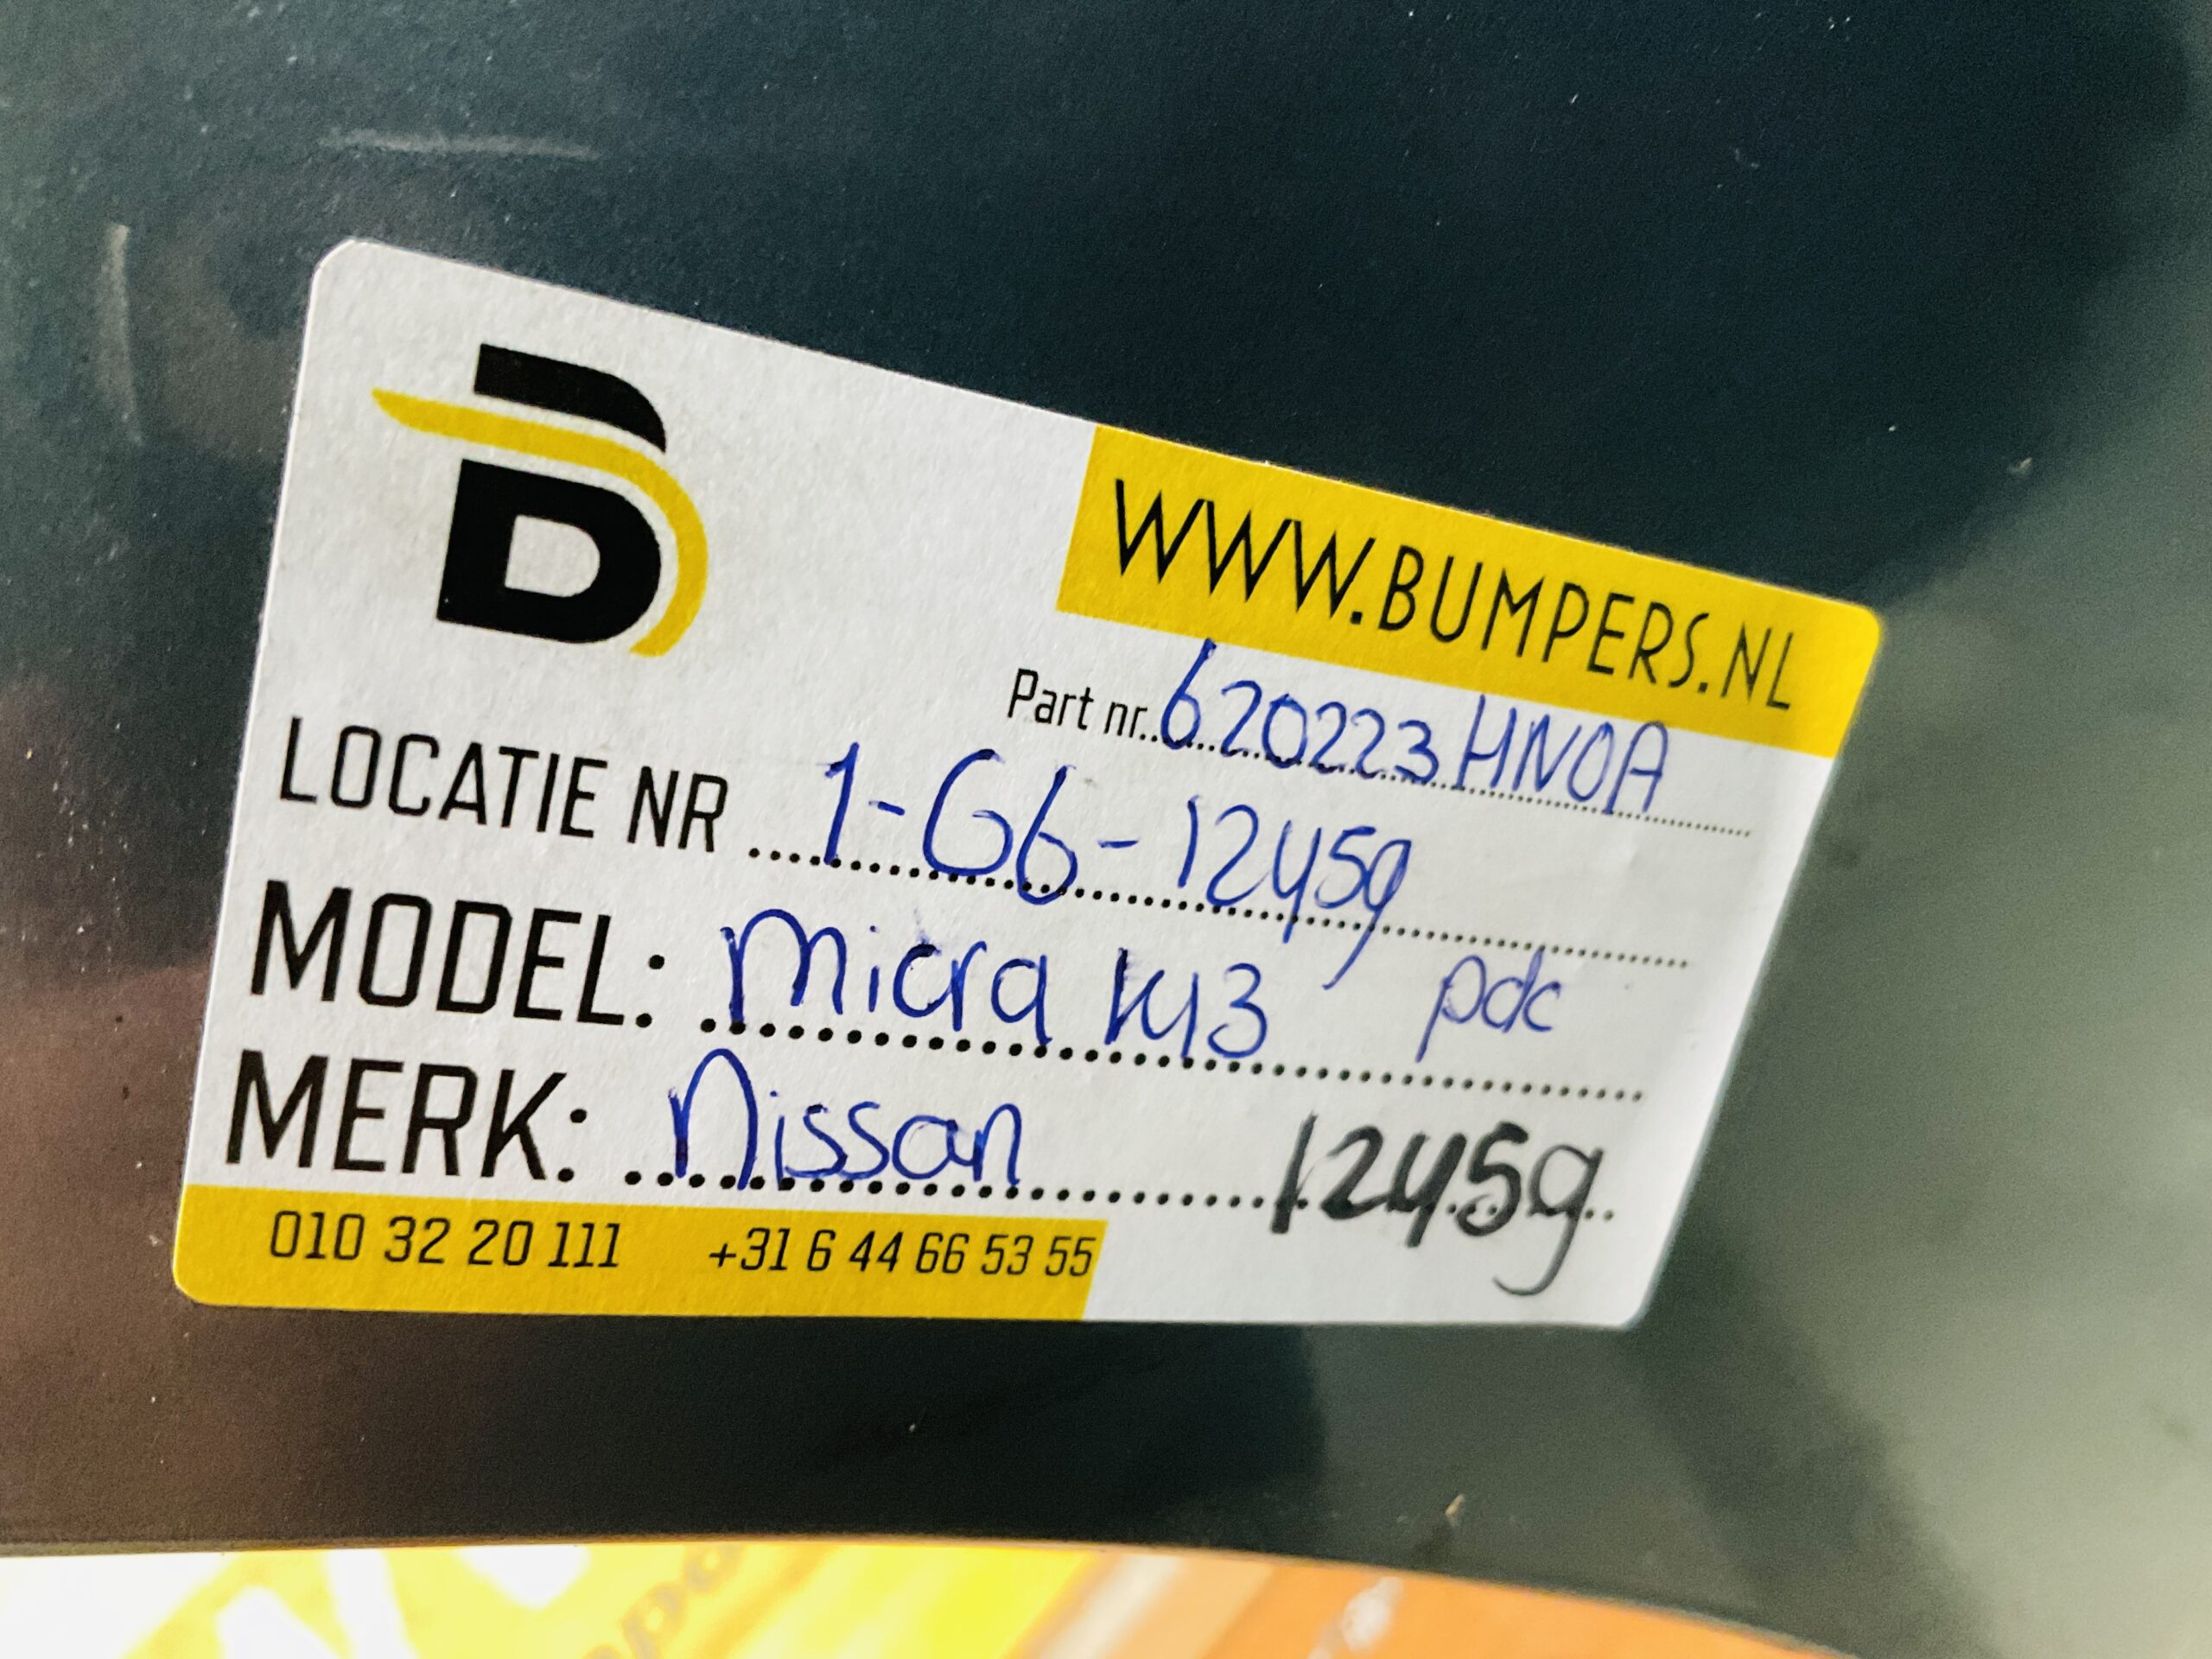 B
WWW.BUMPERS.NL
Part nr. 620223HN0A
LOCATIE NR 1-G6-12459
MODEL: Micra K13 pdc
MERK: Nissan 12459
010 32 20 111 +31 6 44 66 53 55